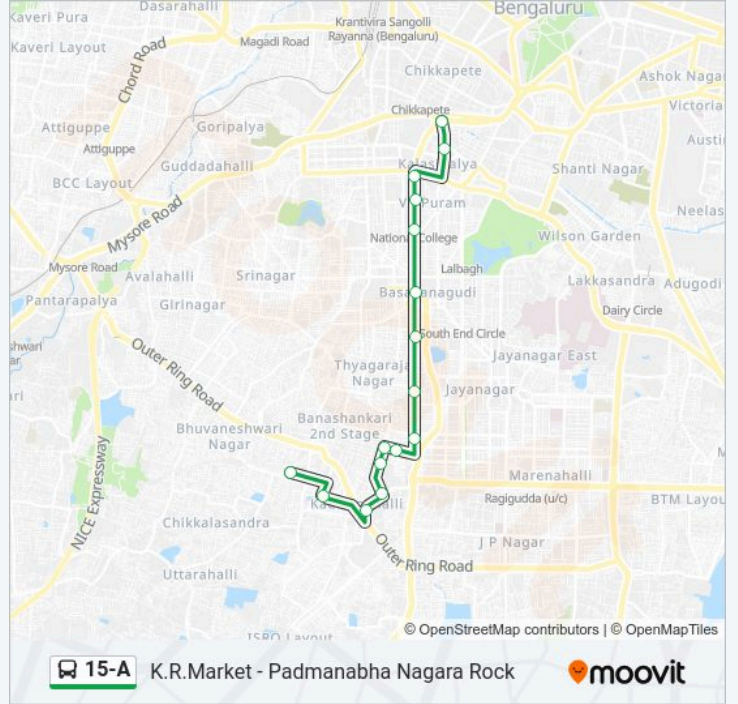 Bengaluru
Dasarahalli
Kaveri Pura
Krantivira Sangolli
Rayanna (Bengaluru)
Magadi Road
Kaveri Layout
Chord Road
Chikkapete
Ashok Nagar
Chikkapete
Victoria
Attiguppe
Goripalya
Attiguppe
Guddadahalli
Shanti Nagar
BCC Layout
Mysore Road
National College
Wilson Garden
Neelas
Mysore Road
Avalahalli
Srinagar
Lalbagh
Lakkasandra
Adugodi
Pantarapalya
Girinagar
Dairy Circle
South End Circle
Outer Ring Road
Thyagaraja
Nagar
Jayanagar East
Jayanagar
Banashankari
2nd Stage
Bhuvaneshwari
Nagar
NICE Expressway
Marenahalli
Ragigudda (u/c)
BTM Layou
Chikkalasandra
J P Nagar
Outer Ring Road
Uttarahalli
ISRO Layout
© OpenStreetMap contributors | © OpenMapTiles
15-A K.R.Market - Padmanabha Nagara Rock
moovit